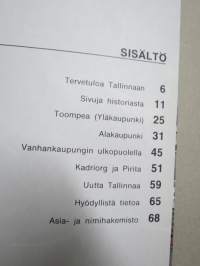 SISÄLTÖ
Tervetuloa Tallinnaan 6
Sivuja historiasta 11
Toompea (Yläkaupunki) 25
Alakaupunki 31
Vanhankaupungin ulkopuolella 45
Kadriorg ja Pirita 51
Uutta Tallinnaa 59
Hyödyllistä tietoa 65
Asia- ja nimihakemisto 68